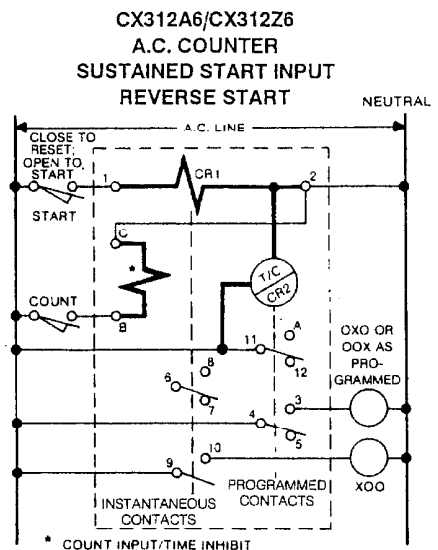 CX312A6/CX312Z6
A.C. COUNTER
SUSTAINED START INPUT
REVERSE START
NEUTRAL
A.C. LINE
CLOSE TO
RESET;
OPEN TO
START
1
CR1
2
START
C
*
T/C
CR2
COUNT
B
A
11
12
OXO OR
OOX AS
PRO-
GRAMMED
8
6
7
3
4
5
10
9
XOO
INSTANTANEOUS
CONTACTS
PROGRAMMED
CONTACTS
* COUNT INPUT/TIME INHIBIT